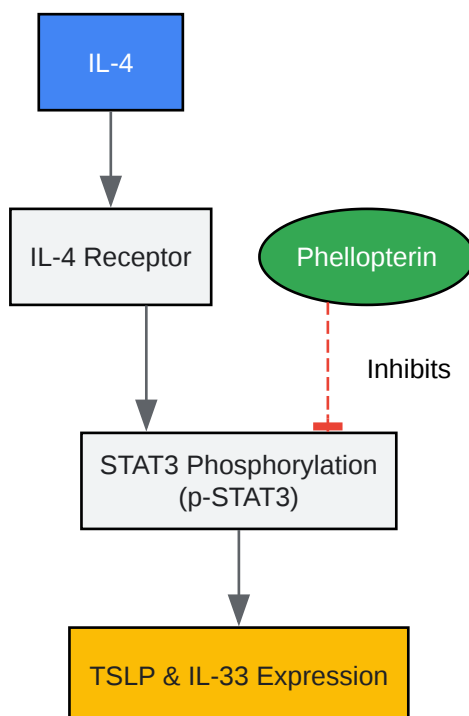 IL-4
IL-4 Receptor
Phellopterin
Inhibits
STAT3 Phosphorylation
(p-STAT3)
TSLP & IL-33 Expression